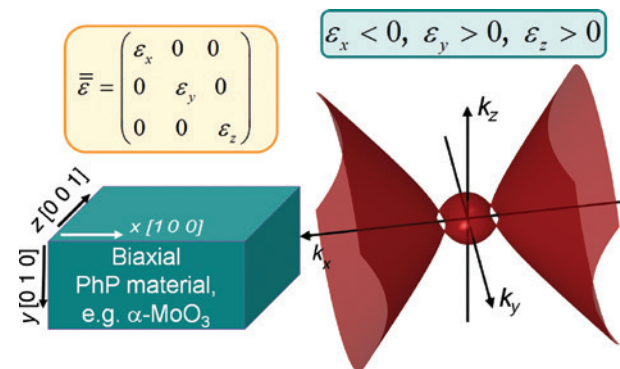 ε̿ = ( εx 0 0
0 εy 0
0 0 εz )
εx < 0, εy > 0, εz > 0
z [0 0 1]
x [1 0 0]
y [0 1 0]
Biaxial
PhP material,
e.g. α-MoO3
kz
kx
ky